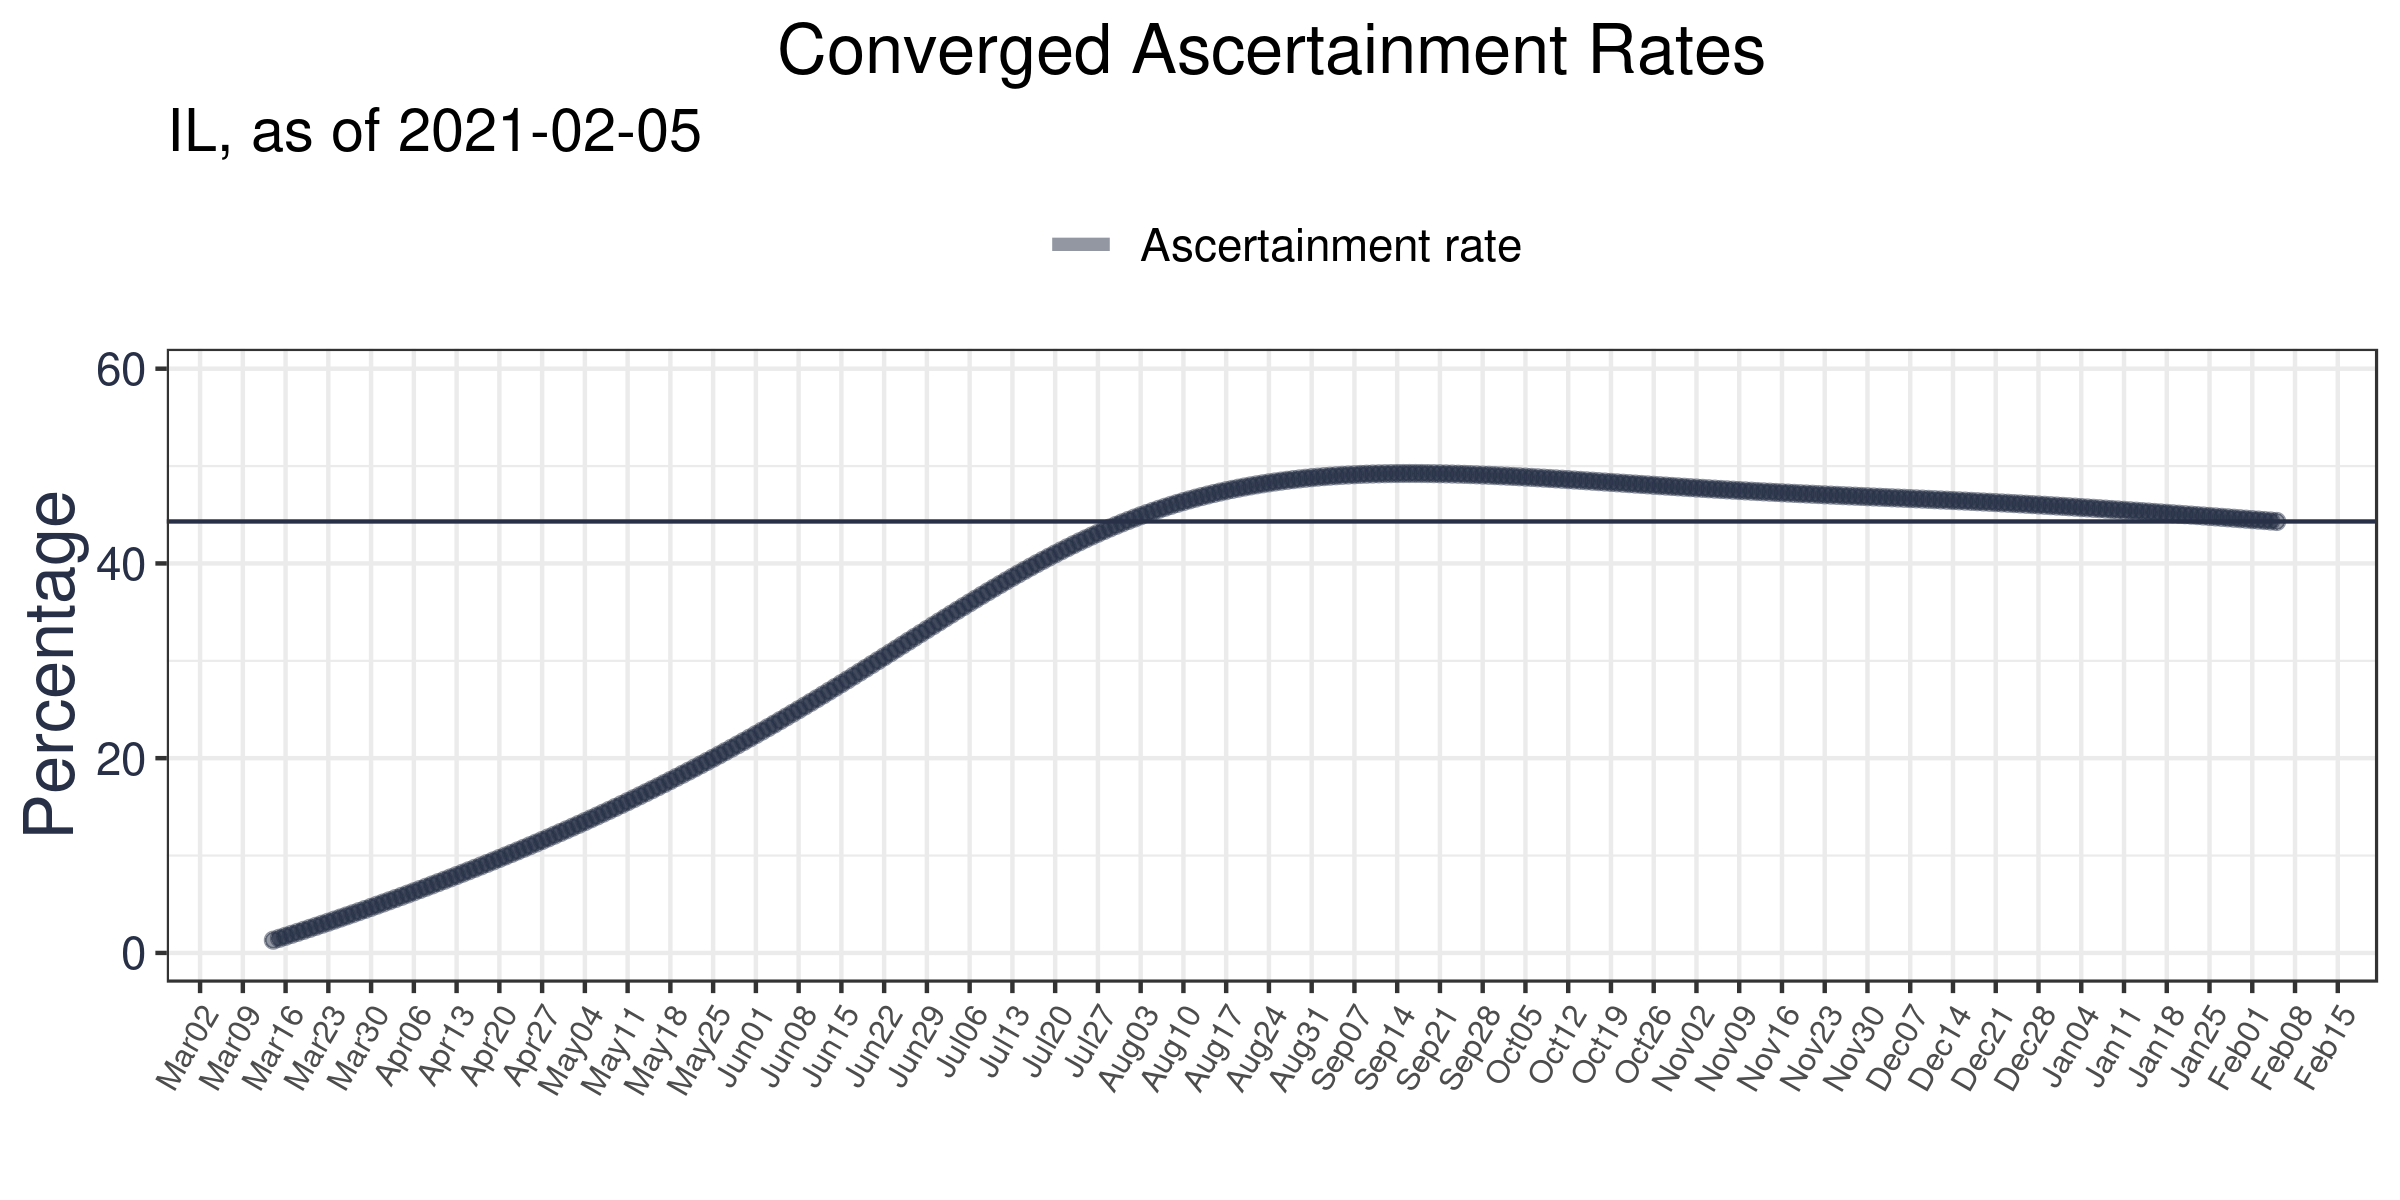 Converged Ascertainment Rates
IL, as of 2021-02-05
Ascertainment rate
Percentage
60
40
20
0
Mar02 Mar09 Mar16 Mar23 Mar30 Apr06 Apr13 Apr20 Apr27 May04 May11 May18 May25 Jun01 Jun08 Jun15 Jun22 Jun29 Jul06 Jul13 Jul20 Jul27 Aug03 Aug10 Aug17 Aug24 Aug31 Sep07 Sep14 Sep21 Sep28 Oct05 Oct12 Oct19 Oct26 Nov02 Nov09 Nov16 Nov23 Nov30 Dec07 Dec14 Dec21 Dec28 Jan04 Jan11 Jan18 Jan25 Feb01 Feb08 Feb15